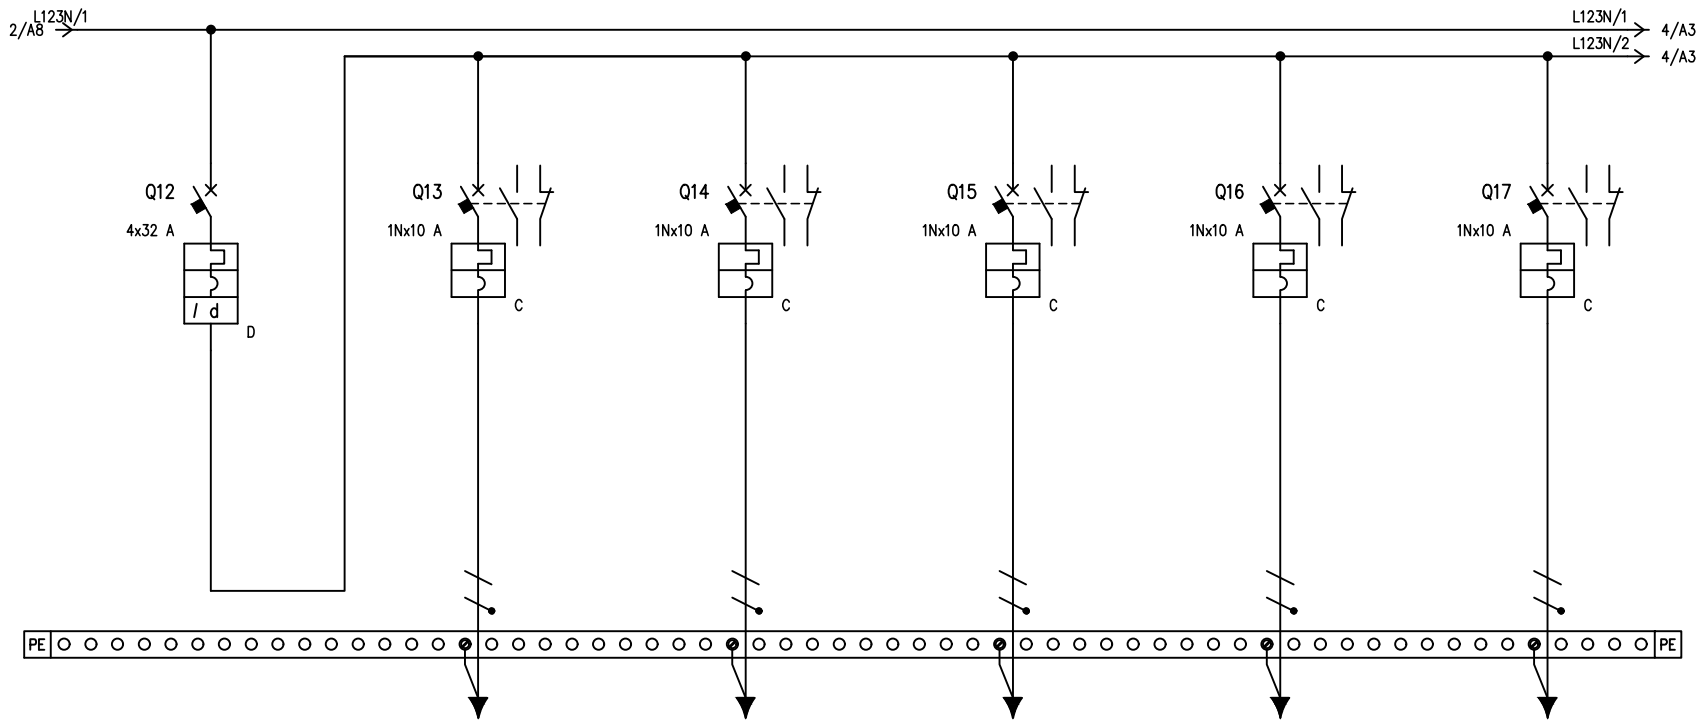 L123N/1
2/A8
L123N/1
4/A3
L123N/2
4/A3
Q12
4x32 A
I d
D
Q13
1Nx10 A
C
Q14
1Nx10 A
C
Q15
1Nx10 A
C
Q16
1Nx10 A
C
Q17
1Nx10 A
C
PE
PE